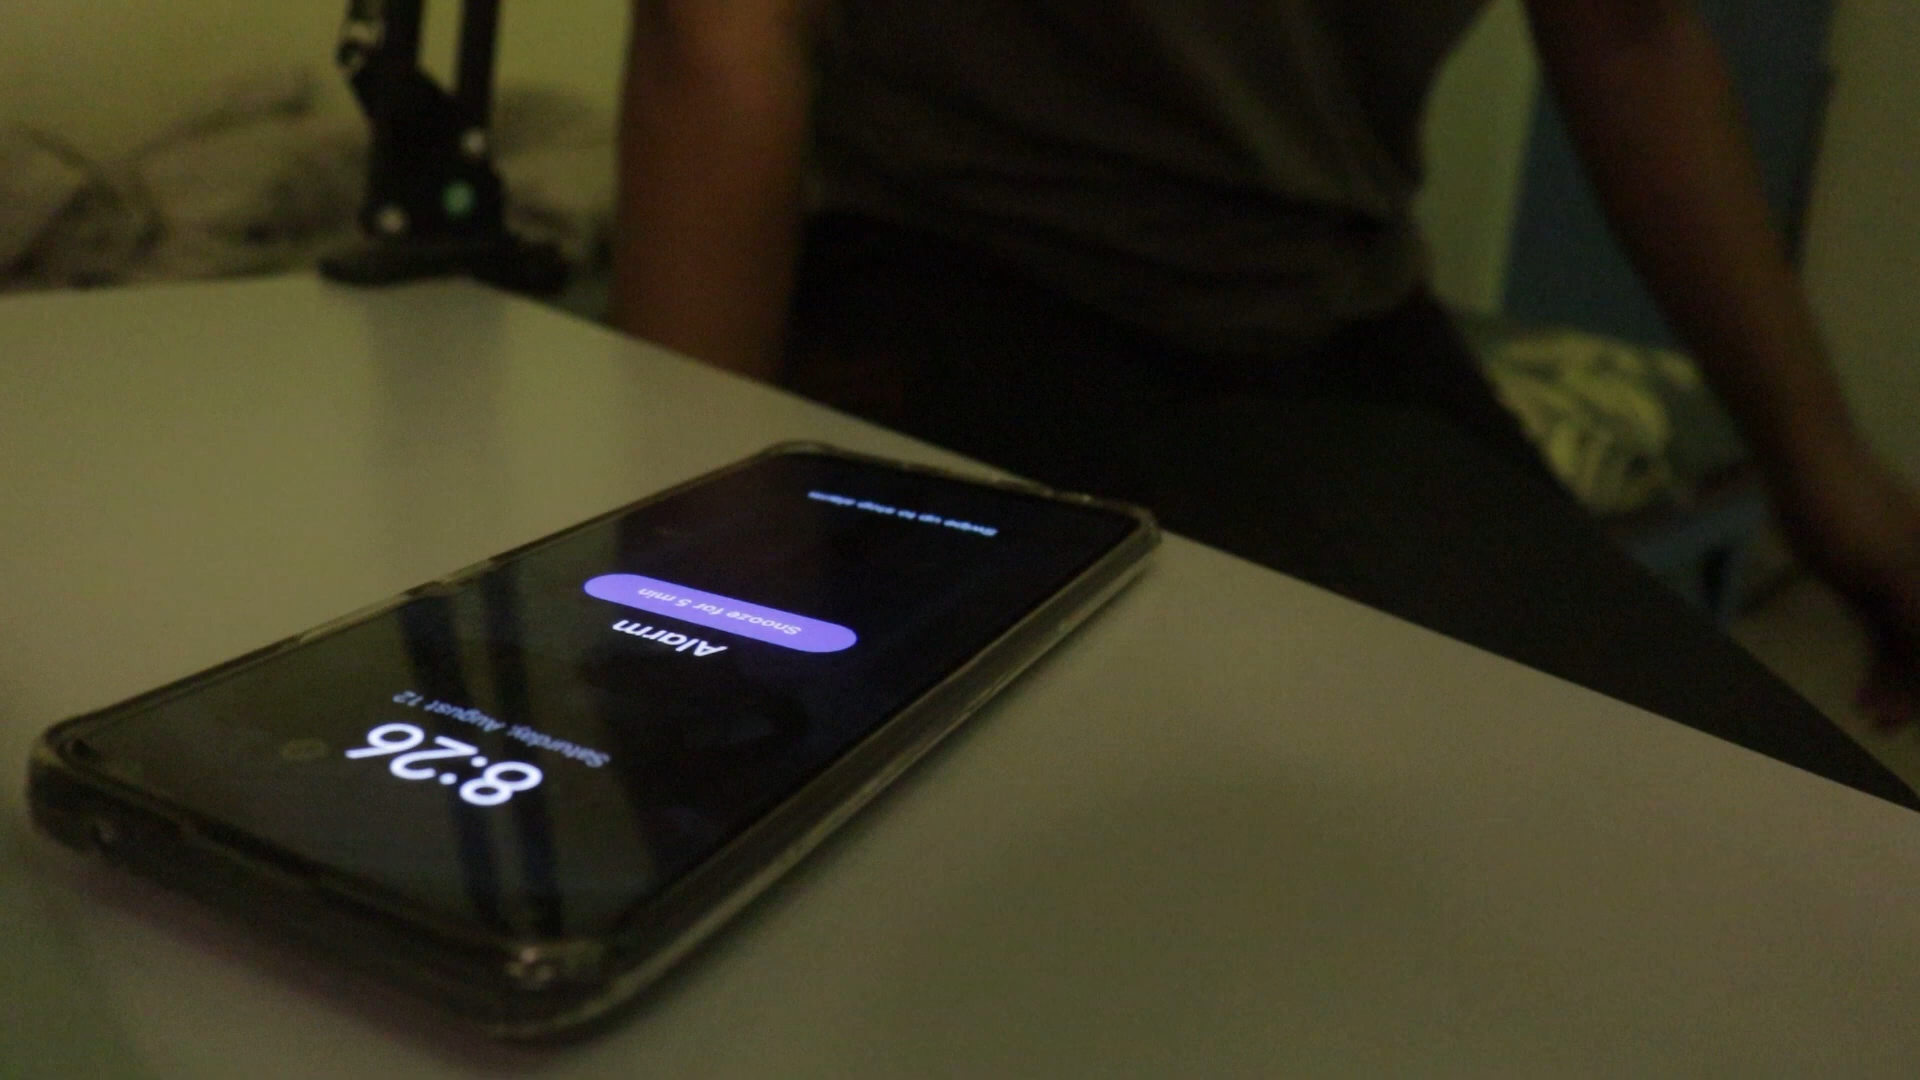 8:26
Saturday, August 12
Alarm
Snooze for 5 min
Swipe up to stop alarm